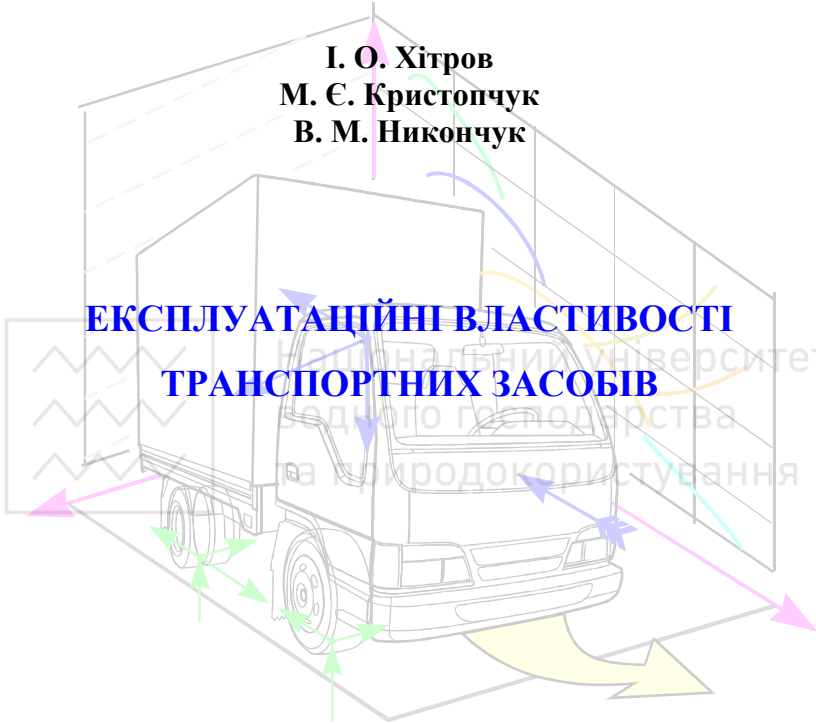 І. О. Хітров
М. Є. Кристопчук
В. М. Никончук
ЕКСПЛУАТАЦІЙНІ ВЛАСТИВОСТІ
ТРАНСПОРТНИХ ЗАСОБІВ
Національний університет
водного господарства
та природокористування